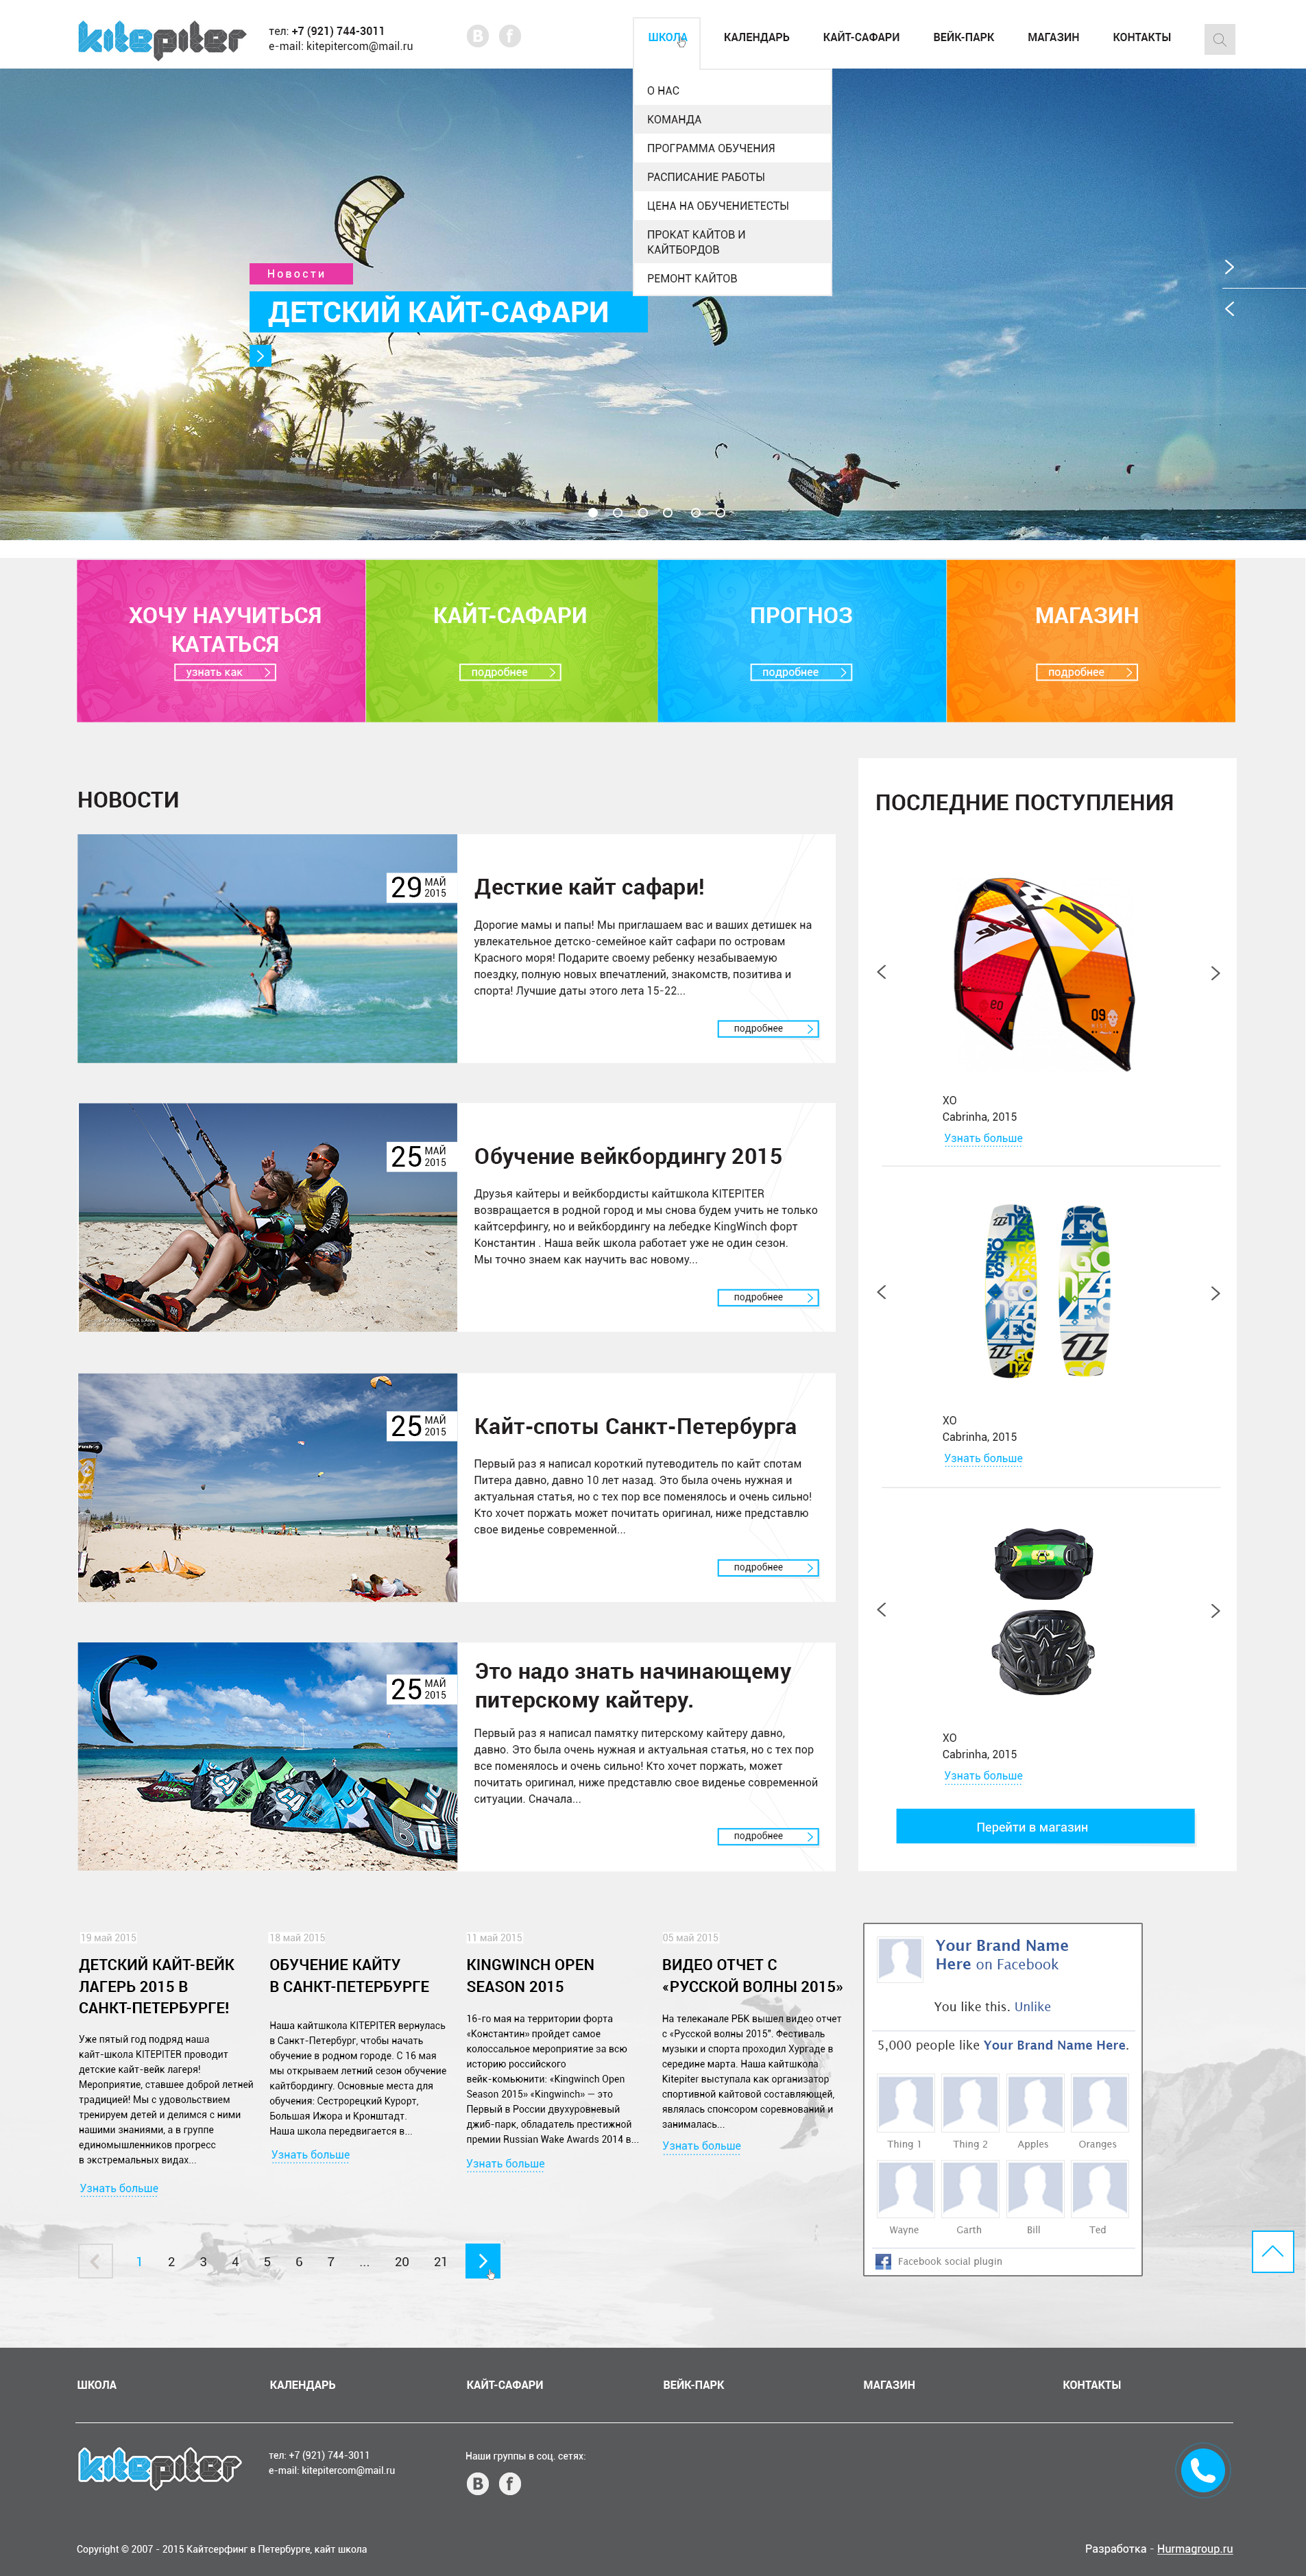 kitepiter
тел: +7 (921) 744-3011
e-mail: kitepitercom@mail.ru
B f
ШКОЛА
КАЛЕНДАРЬ
КАЙТ-САФАРИ
ВЕЙК-ПАРК
МАГАЗИН
КОНТАКТЫ
О НАС
КОМАНДА
ПРОГРАММА ОБУЧЕНИЯ
РАСПИСАНИЕ РАБОТЫ
ЦЕНА НА ОБУЧЕНИЕТЕСТЫ
ПРОКАТ КАЙТОВ И
КАЙТБОРДОВ
РЕМОНТ КАЙТОВ
Новости
ДЕТСКИЙ КАЙТ-САФАРИ
ХОЧУ НАУЧИТЬСЯ
КАТАТЬСЯ
узнать как
КАЙТ-САФАРИ
подробнее
ПРОГНОЗ
подробнее
МАГАЗИН
подробнее
НОВОСТИ
29 МАЙ
2015
Десткие кайт сафари!
Дорогие мамы и папы! Мы приглашаем вас и ваших детишек на
увлекательное детско-семейное кайт сафари по островам
Красного моря! Подарите своему ребенку незабываемую
поездку, полную новых впечатлений, знакомств, позитива и
спорта! Лучшие даты этого лета 15-22...
подробнее
25 МАЙ
2015
Обучение вейкбордингу 2015
Друзья кайтеры и вейкбордисты кайтшкола KITEPITER
возвращается в родной город и мы снова будем учить не только
кайтсерфингу, но и вейкбордингу на лебедке KingWinch форт
Константин . Наша вейк школа работает уже не один сезон.
Мы точно знаем как научить вас новому...
подробнее
25 МАЙ
2015
Кайт-споты Санкт-Петербурга
Первый раз я написал короткий путеводитель по кайт спотам
Питера давно, давно 10 лет назад. Это была очень нужная и
актуальная статья, но с тех пор все поменялось и очень сильно!
Кто хочет поржать может почитать оригинал, ниже представлю
свое виденье современной...
подробнее
25 МАЙ
2015
Это надо знать начинающему
питерскому кайтеру.
Первый раз я написал памятку питерскому кайтеру давно,
давно. Это была очень нужная и актуальная статья, но с тех пор
все поменялось и очень сильно! Кто хочет поржать, может
почитать оригинал, ниже представлю свое виденье современной
ситуации. Сначала...
подробнее
ПОСЛЕДНИЕ ПОСТУПЛЕНИЯ
09
XO
Cabrinha, 2015
Узнать больше
GONZALES
XO
Cabrinha, 2015
Узнать больше
XO
Cabrinha, 2015
Узнать больше
Перейти в магазин
19 май 2015
ДЕТСКИЙ КАЙТ-ВЕЙК
ЛАГЕРЬ 2015 В
САНКТ-ПЕТЕРБУРГЕ!
Уже пятый год подряд наша
кайт-школа KITEPITER проводит
детские кайт-вейк лагеря!
Мероприятие, ставшее доброй летней
традицией! Мы с удовольствием
тренируем детей и делимся с ними
нашими знаниями, а в группе
единомышленников прогресс
в экстремальных видах...
Узнать больше
18 май 2015
ОБУЧЕНИЕ КАЙТУ
В САНКТ-ПЕТЕРБУРГЕ
Наша кайтшкола KITEPITER вернулась
в Санкт-Петербург, чтобы начать
обучение в родном городе. С 16 мая
мы открываем летний сезон обучение
кайтбордингу. Основные места для
обучения: Сестрорецкий Курорт,
Большая Ижора и Кронштадт.
Наша школа передвигается в...
Узнать больше
11 май 2015
KINGWINCH OPEN
SEASON 2015
16-го мая на территории форта
«Константин» пройдет самое
колоссальное мероприятие за всю
историю российского
вейк-комьюнити: «Kingwinch Open
Season 2015» «Kingwinch» — это
Первый в России двухуровневый
джиб-парк, обладатель престижной
премии Russian Wake Awards 2014 в...
Узнать больше
05 май 2015
ВИДЕО ОТЧЕТ С
«РУССКОЙ ВОЛНЫ 2015»
На телеканале РБК вышел видео отчет
с «Русской волны 2015". Фестиваль
музыки и спорта проходил Хургаде в
середине марта. Наша кайтшкола
Kitepiter выступала как организатор
спортивной кайтовой составляющей,
являлась спонсором соревнований и
занималась...
Узнать больше
Your Brand Name
Here on Facebook
You like this. Unlike
5,000 people like Your Brand Name Here.
Thing 1
Thing 2
Apples
Oranges
Wayne
Garth
Bill
Ted
f Facebook social plugin
1 2 3 4 5 6 7 ... 20 21
ШКОЛА
КАЛЕНДАРЬ
КАЙТ-САФАРИ
ВЕЙК-ПАРК
МАГАЗИН
КОНТАКТЫ
kitepiter
тел: +7 (921) 744-3011
e-mail: kitepitercom@mail.ru
Наши группы в соц. сетях:
B f
Copyright © 2007 - 2015 Кайтсерфинг в Петербурге, кайт школа
Разработка - Hurmagroup.ru